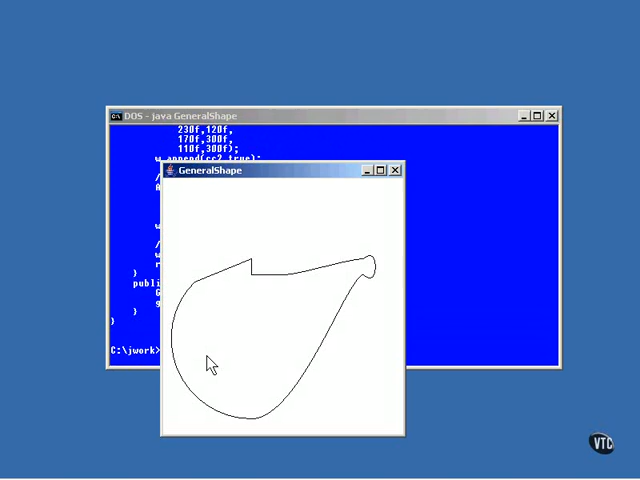 DOS - java GeneralShape
230f,120f,
170f,300f,
110f,300f);
w.append(cc2,true);
GeneralShape
/
A
w
/
w
r
}
publi
G
g
}
}
C:\jwork>
VTC